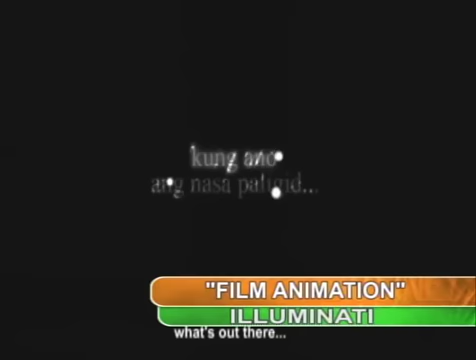 kung ano
ang nasa paligid...
"FILM ANIMATION"
ILLUMINATI
what's out there...